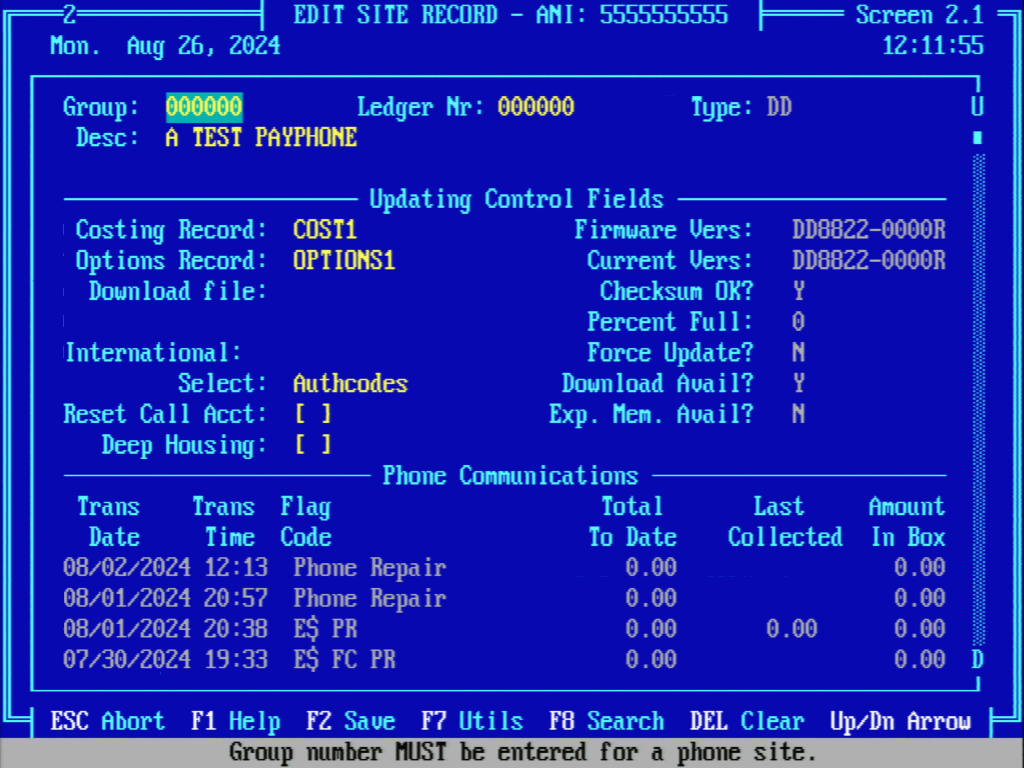 2 EDIT SITE RECORD - ANI: 5555555555 Screen 2.1
Mon. Aug 26, 2024 12:11:55
Group: 000000 Ledger Nr: 000000 Type: DD U
Desc: A TEST PAYPHONE
Updating Control Fields
Costing Record: COST1 Firmware Vers: DD8822-0000R
Options Record: OPTIONS1 Current Vers: DD8822-0000R
Download file: Checksum OK? Y
Percent Full: 0
International: Force Update? N
Select: Authcodes Download Avail? Y
Reset Call Acct: [ ] Exp. Mem. Avail? N
Deep Housing: [ ]
Phone Communications
Trans Trans Flag Total Last Amount
Date Time Code To Date Collected In Box
08/02/2024 12:13 Phone Repair 0.00 0.00
08/01/2024 20:57 Phone Repair 0.00 0.00
08/01/2024 20:38 E$ PR 0.00 0.00 0.00
07/30/2024 19:33 E$ FC PR 0.00 0.00 D
ESC Abort F1 Help F2 Save F7 Utils F8 Search DEL Clear Up/Dn Arrow
Group number MUST be entered for a phone site.